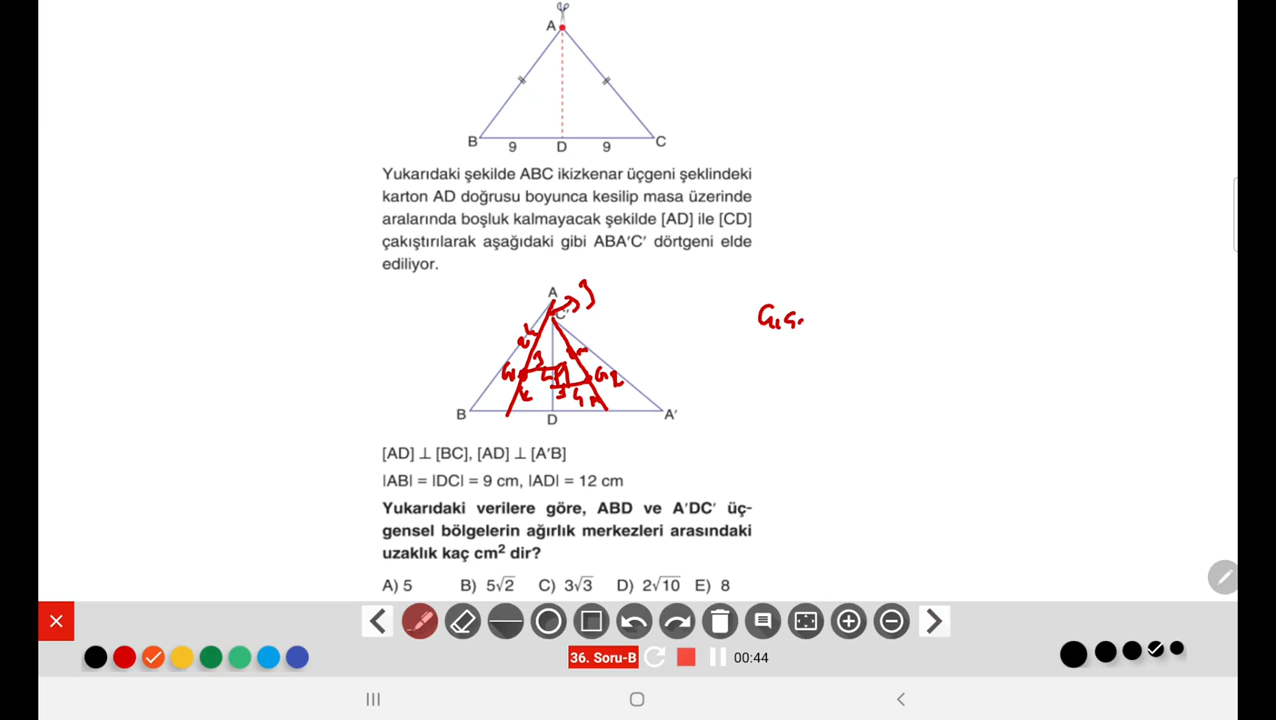 A
B
C
9
D
9
Yukarıdaki şekilde ABC ikizkenar üçgeni şeklindeki
karton AD doğrusu boyunca kesilip masa üzerinde
aralarında boşluk kalmayacak şekilde [AD] ile [CD]
çakıştırılarak aşağıdaki gibi ABA′C′ dörtgeni elde
ediliyor.
A
3
C′
G₁G
B
D
A′
[AD] ⊥ [BC], [AD] ⊥ [A′B]
|AB| = |DC| = 9 cm, |AD| = 12 cm
Yukarıdaki verilere göre, ABD ve A′DC′ üç-
gensel bölgelerin ağırlık merkezleri arasındaki
uzaklık kaç cm² dir?
A) 5 B) 5√2 C) 3√3 D) 2√10 E) 8
36. Soru-B
00:44